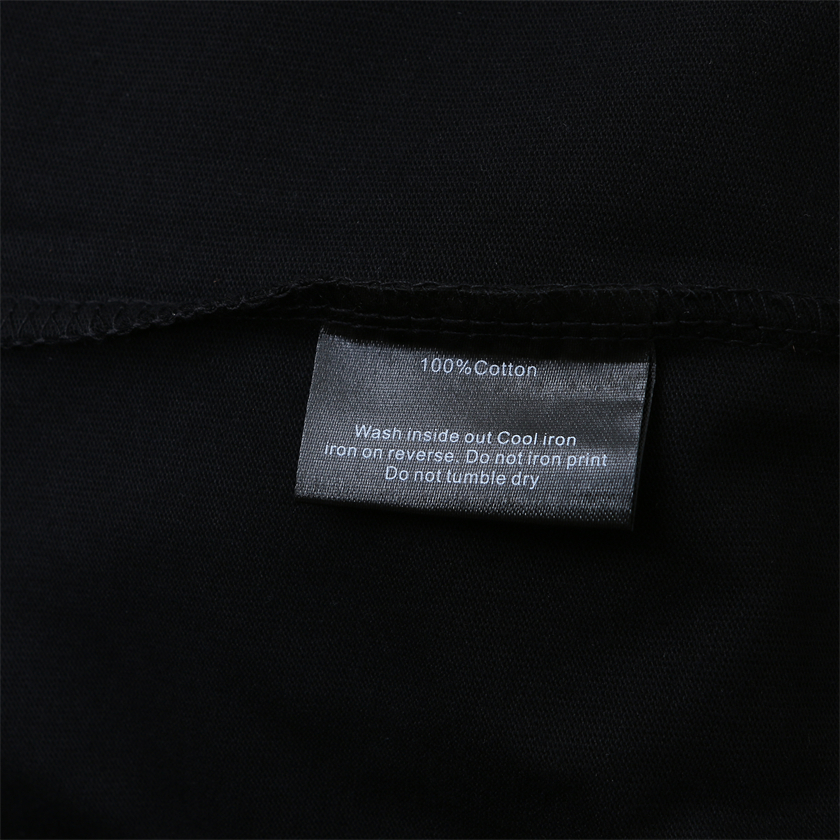 100%Cotton
Wash inside out Cool iron
iron on reverse. Do not iron print
Do not tumble dry